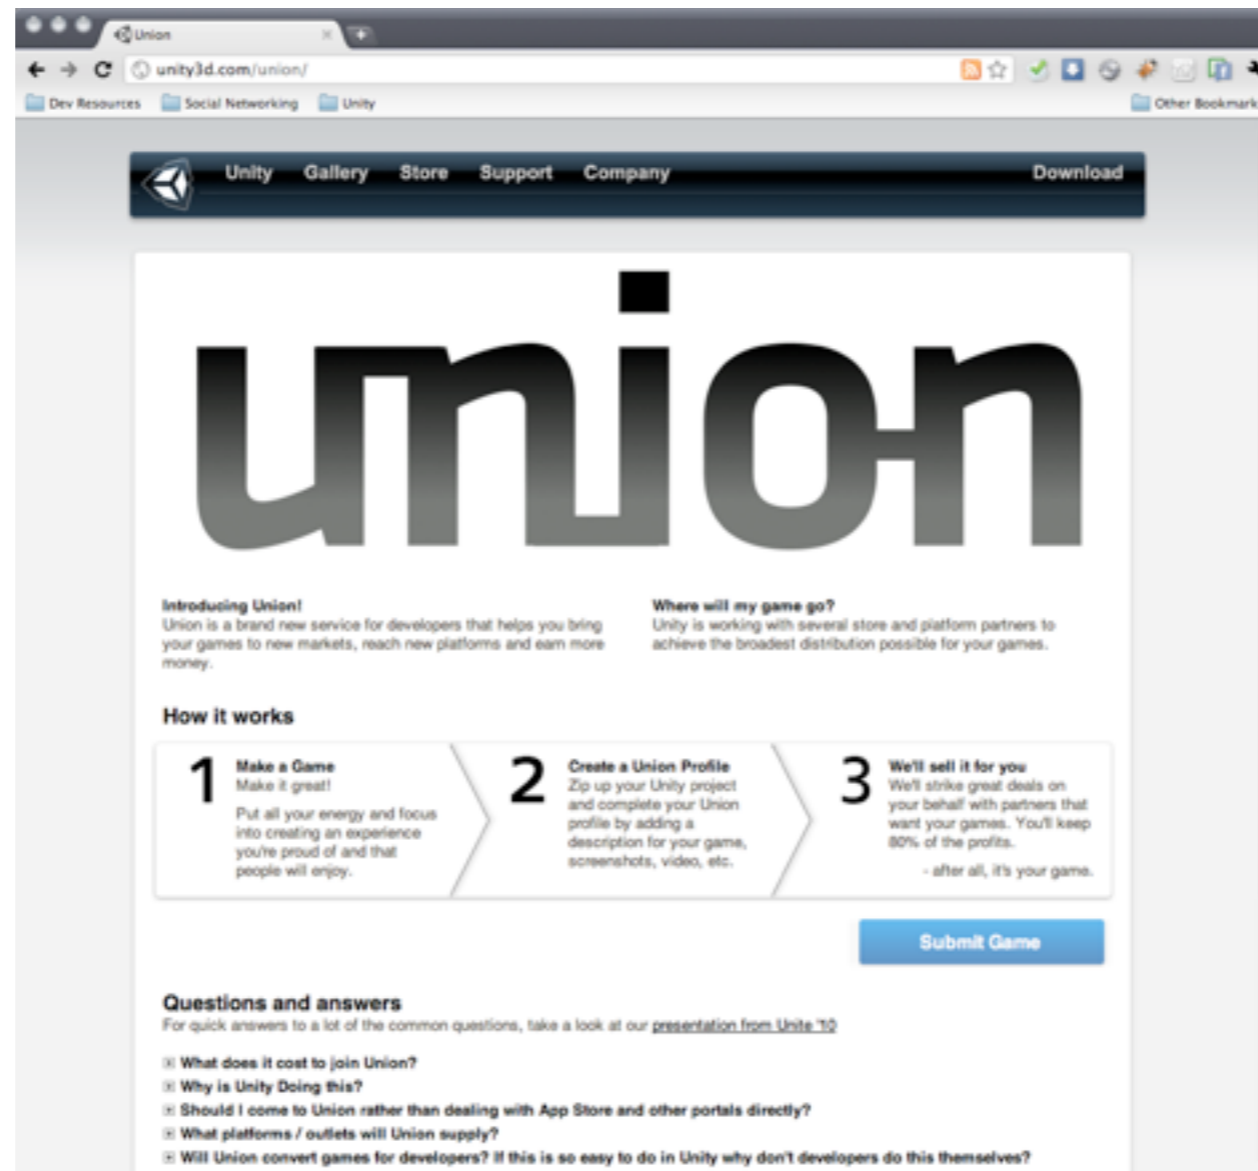 Union
unity3d.com/union/
Dev Resources Social Networking Unity Other Bookmark
Unity Gallery Store Support Company Download
union
Introducing Union!
Union is a brand new service for developers that helps you bring
your games to new markets, reach new platforms and earn more
money.
Where will my game go?
Unity is working with several store and platform partners to
achieve the broadest distribution possible for your games.
How it works
1
Make a Game
Make it great!
Put all your energy and focus
into creating an experience
you're proud of and that
people will enjoy.
2
Create a Union Profile
Zip up your Unity project
and complete your Union
profile by adding a
description for your game,
screenshots, video, etc.
3
We'll sell it for you
We'll strike great deals on
your behalf with partners that
want your games. You'll keep
80% of the profits.
- after all, it's your game.
Submit Game
Questions and answers
For quick answers to a lot of the common questions, take a look at our presentation from Unite '10
What does it cost to join Union?
Why is Unity Doing this?
Should I come to Union rather than dealing with App Store and other portals directly?
What platforms / outlets will Union supply?
Will Union convert games for developers? If this is so easy to do in Unity why don't developers do this themselves?